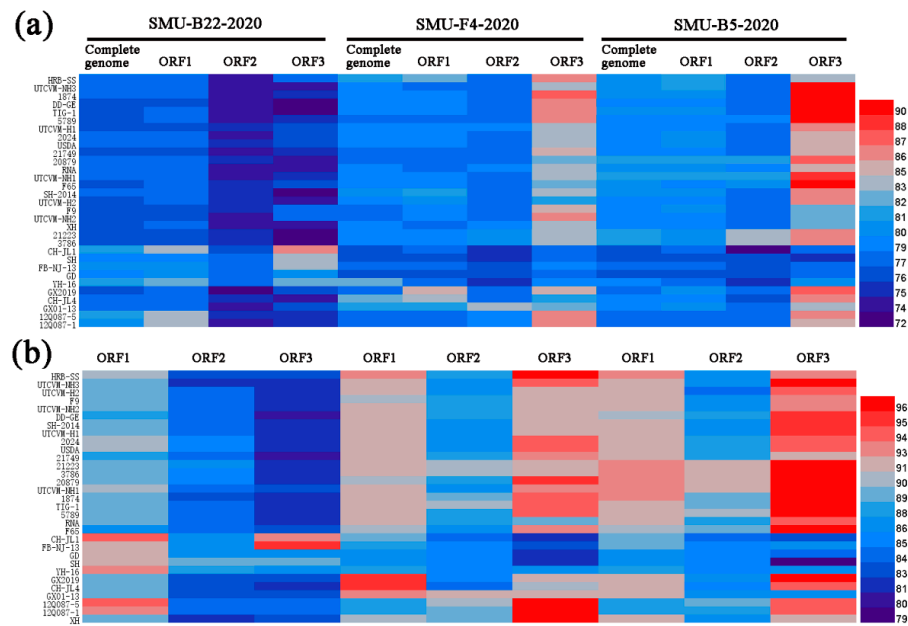 (a)
SMU-B22-2020 SMU-F4-2020 SMU-B5-2020
Complete genome ORF1 ORF2 ORF3 Complete genome ORF1 ORF2 ORF3 Complete genome ORF1 ORF2 ORF3
HRB-SS
UTCVM-NH3
1874
DD-GE
TIG-1
5789
UTCVM-H1
2024
USDA
21749
20879
RNA
UTCVM-NH1
F65
SH-2014
UTCVM-H2
F9
UTCVM-NH2
XH
21223
3786
CH-JL1
SH
FB-NJ-13
GD
YH-16
GX2019
CH-JL4
GX01-13
12Q087-5
12Q087-1
90
88
87
86
85
83
82
81
80
79
77
76
75
74
72
(b)
ORF1 ORF2 ORF3 ORF1 ORF2 ORF3 ORF1 ORF2 ORF3
HRB-SS
UTCVM-NH3
UTCVM-H2
F9
UTCVM-NH2
DD-GE
SH-2014
UTCVM-H1
2024
USDA
21749
21223
3786
20879
UTCVM-NH1
1874
TIG-1
5789
RNA
F65
CH-JL1
FB-NJ-13
GD
SH
YH-16
GX2019
CH-JL4
GX01-13
12Q087-5
12Q087-1
XH
96
95
94
93
91
90
89
88
86
85
84
83
81
80
79